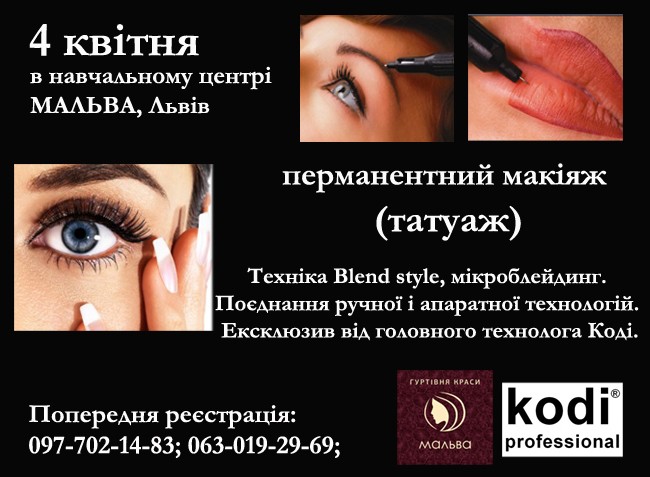 4 квітня
в навчальному центрі
МАЛЬВА, Львів
перманентний макіяж
(татуаж)
Техніка Blend style, мікроблейдинг.
Поєднання ручної і апаратної технологій.
Ексклюзив від головного технолога Коді.
Попередня реєстрація:
097-702-14-83; 063-019-29-69;
ГУРТІВНЯ КРАСИ
мальва
kodi®
professional